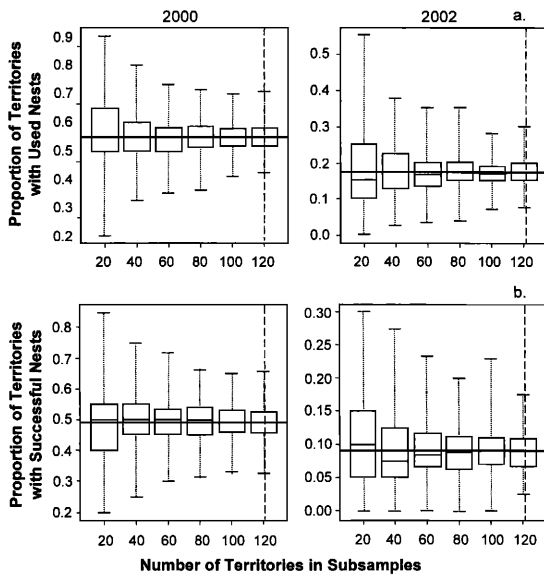 2000
2002
a.
Proportion of Territories
with Used Nests
0.9
0.8
0.6
0.5
0.3
0.2
20 40 60 80 100 120
0.5
0.4
0.3
0.2
0.1
0.0
20 40 60 80 100 120
b.
Proportion of Territories
with Successful Nests
0.8
0.7
0.6
0.5
0.4
0.3
0.2
20 40 60 80 100 120
0.30
0.25
0.20
0.15
0.10
0.05
0.00
20 40 60 80 100 120
Number of Territories in Subsamples